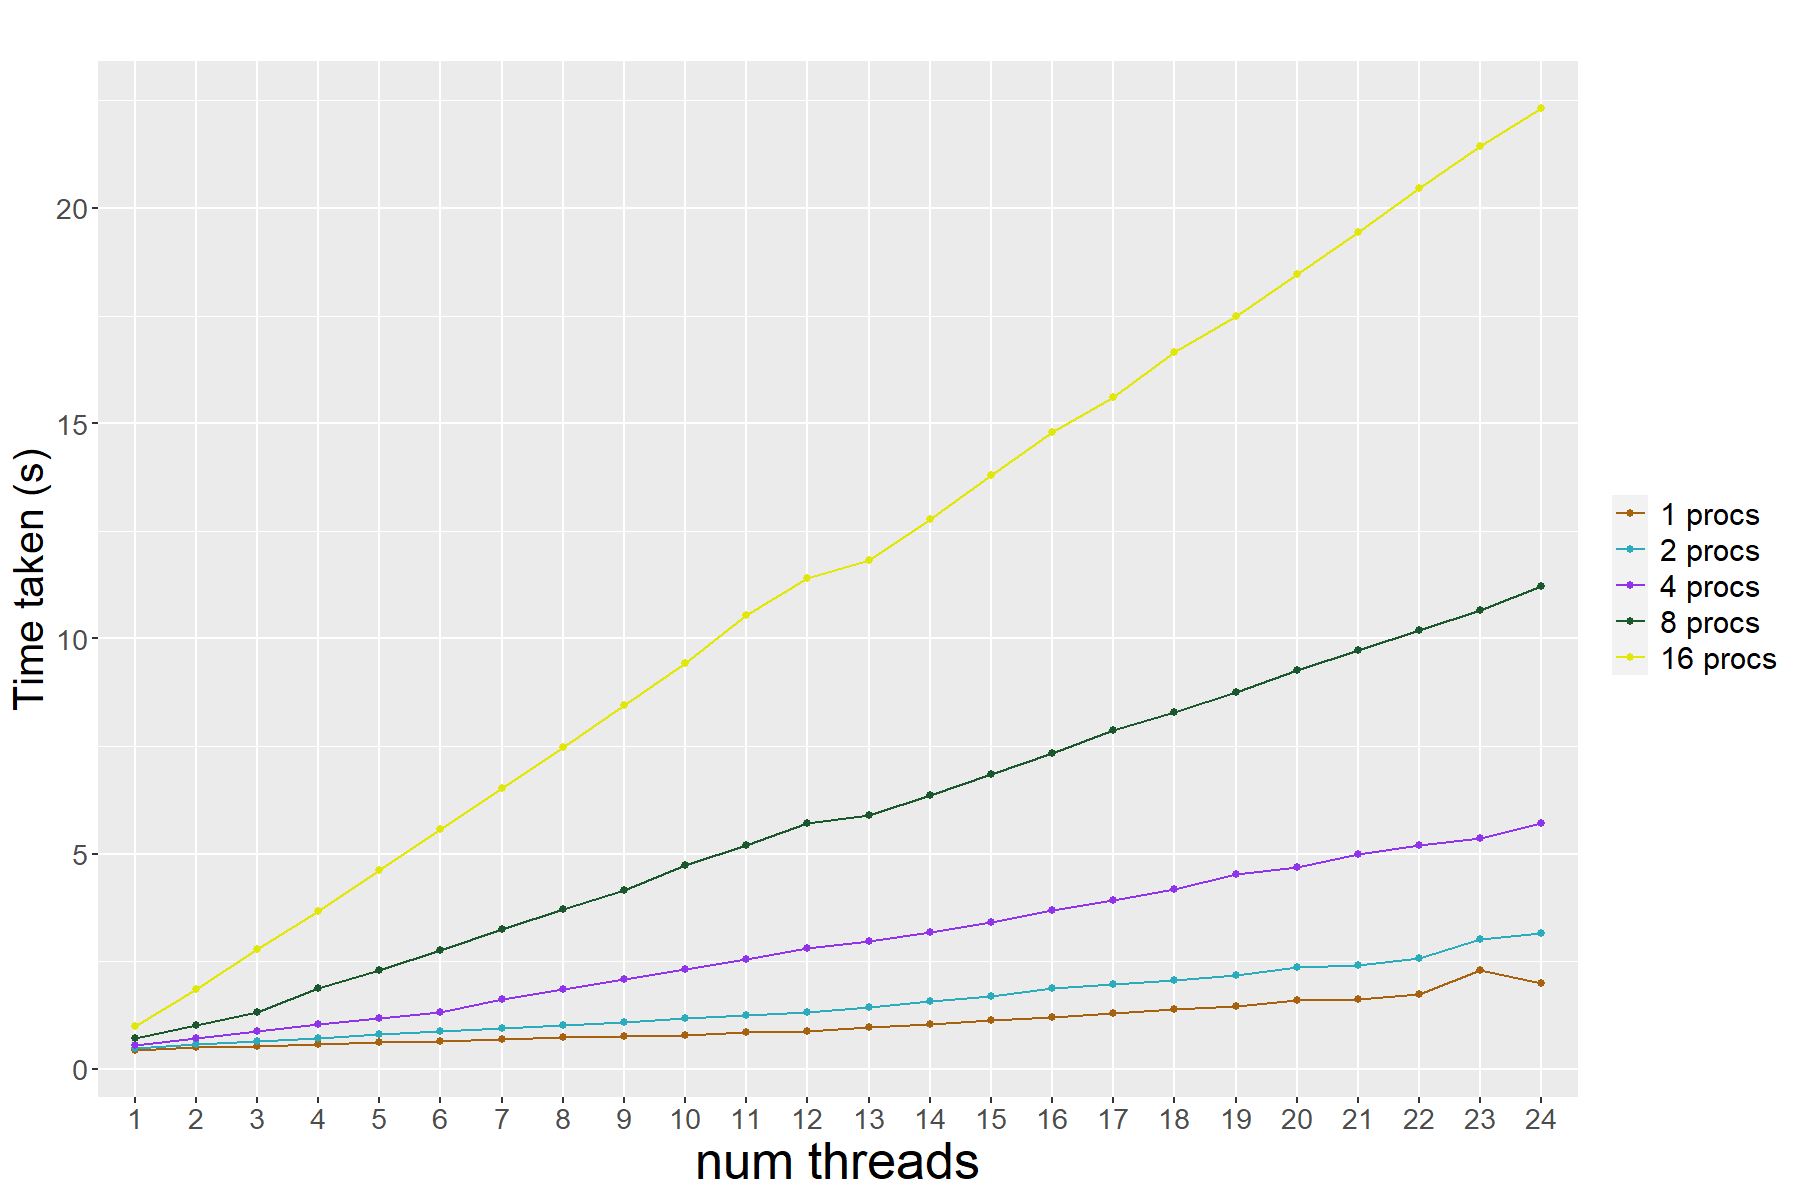 Time taken (s)
20
15
10
5
0
1 2 3 4 5 6 7 8 9 10 11 12 13 14 15 16 17 18 19 20 21 22 23 24
num threads
1 procs
2 procs
4 procs
8 procs
16 procs